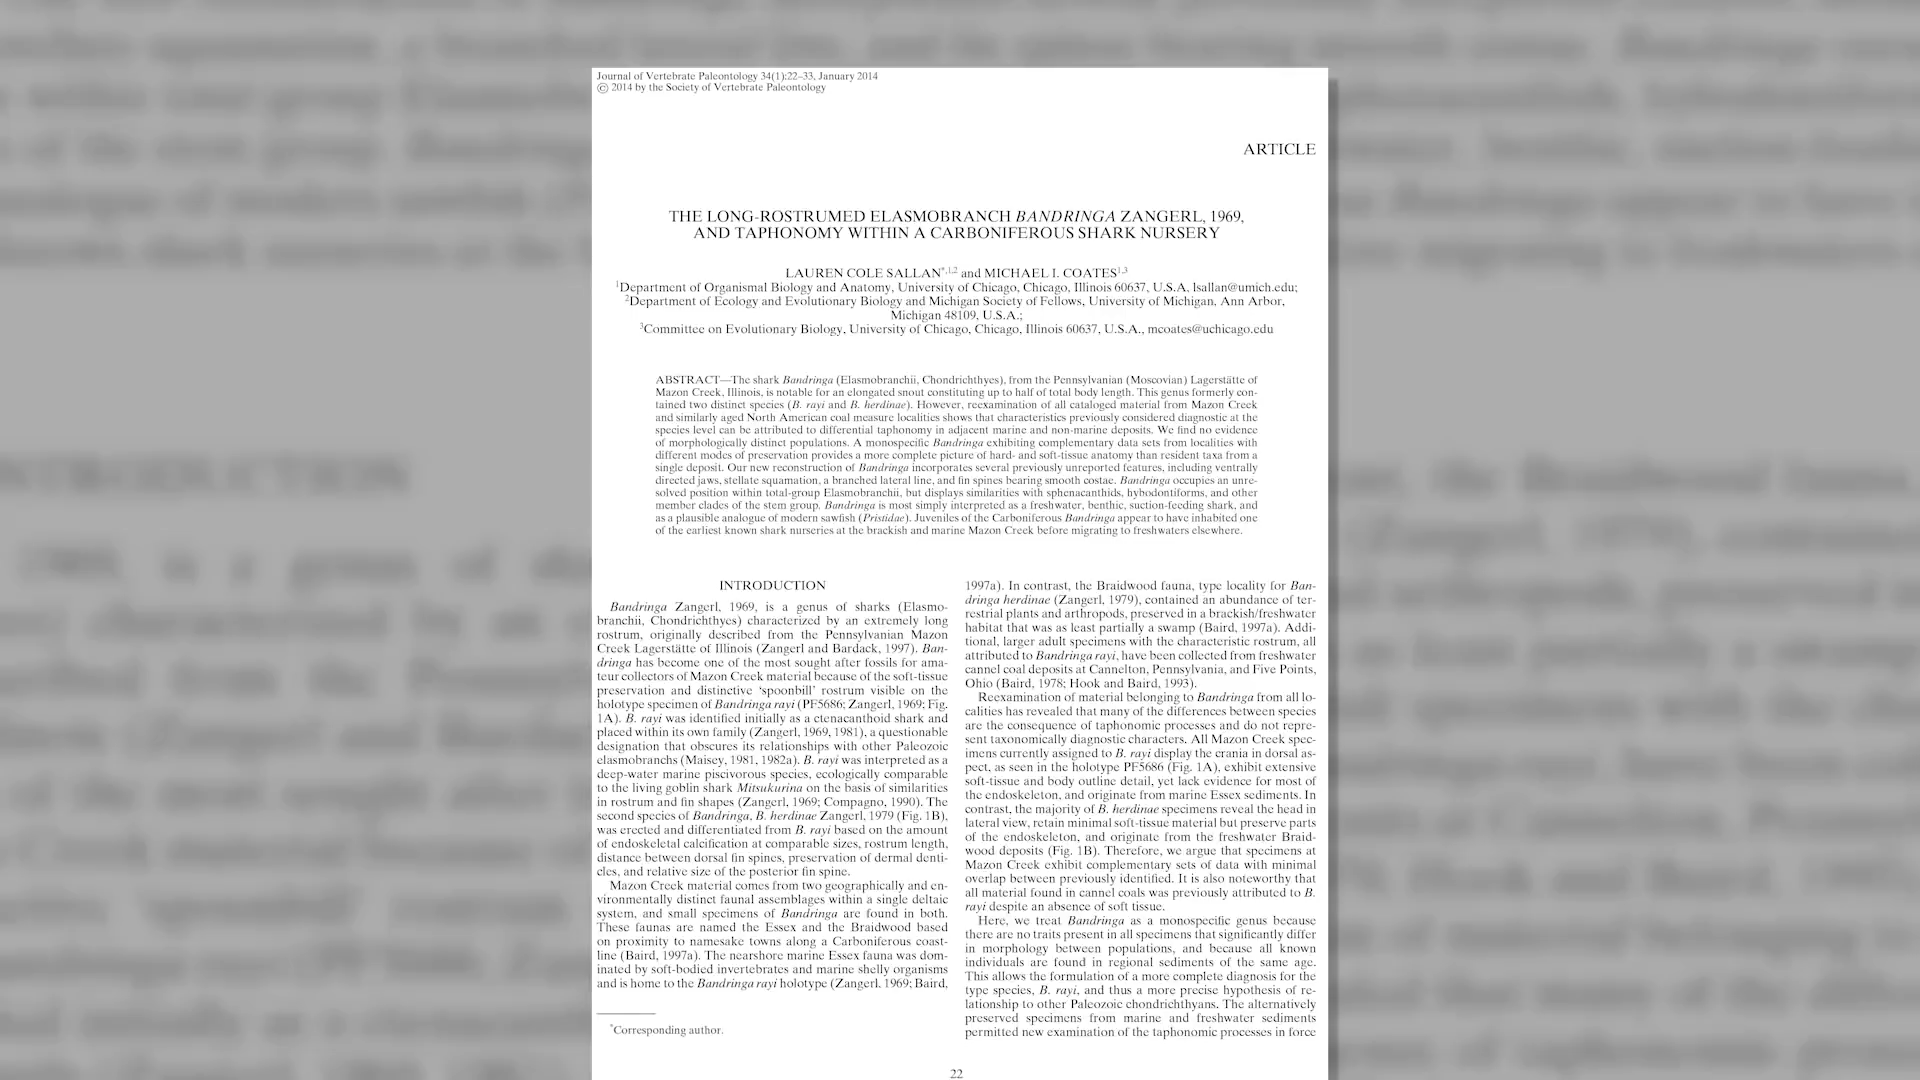 Journal of Vertebrate Paleontology 34(1):22–33, January 2014
© 2014 by the Society of Vertebrate Paleontology
ARTICLE
THE LONG-ROSTRUMED ELASMOBRANCH BANDRINGA ZANGERL, 1969,
AND TAPHONOMY WITHIN A CARBONIFEROUS SHARK NURSERY
LAUREN COLE SALLAN*,1,2 and MICHAEL I. COATES1,3
1Department of Organismal Biology and Anatomy, University of Chicago, Chicago, Illinois 60637, U.S.A, lsallan@umich.edu;
2Department of Ecology and Evolutionary Biology and Michigan Society of Fellows, University of Michigan, Ann Arbor,
Michigan 48109, U.S.A.;
3Committee on Evolutionary Biology, University of Chicago, Chicago, Illinois 60637, U.S.A., mcoates@uchicago.edu
ABSTRACT—The shark Bandringa (Elasmobranchii, Chondrichthyes), from the Pennsylvanian (Moscovian) Lagerstätte of
Mazon Creek, Illinois, is notable for an elongated snout constituting up to half of total body length. This genus formerly con-
tained two distinct species (B. rayi and B. herdinae). However, reexamination of all cataloged material from Mazon Creek
and similarly aged North American coal measure localities shows that characteristics previously considered diagnostic at the
species level can be attributed to differential taphonomy in adjacent marine and non-marine deposits. We find no evidence
of morphologically distinct populations. A monospecific Bandringa exhibiting complementary data sets from localities with
different modes of preservation provides a more complete picture of hard- and soft-tissue anatomy than resident taxa from a
single deposit. Our new reconstruction of Bandringa incorporates several previously unreported features, including ventrally
directed jaws, stellate squamation, a branched lateral line, and fin spines bearing smooth costae. Bandringa occupies an unre-
solved position within total-group Elasmobranchii, but displays similarities with sphenacanthids, hybodontiforms, and other
member clades of the stem group. Bandringa is most simply interpreted as a freshwater, benthic, suction-feeding shark, and
as a plausible analogue of modern sawfish (Pristidae). Juveniles of the Carboniferous Bandringa appear to have inhabited one
of the earliest known shark nurseries at the brackish and marine Mazon Creek before migrating to freshwaters elsewhere.
INTRODUCTION
Bandringa Zangerl, 1969, is a genus of sharks (Elasmo-
branchii, Chondrichthyes) characterized by an extremely long
rostrum, originally described from the Pennsylvanian Mazon
Creek Lagerstätte of Illinois (Zangerl and Bardack, 1997). Ban-
dringa has become one of the most sought after fossils for ama-
teur collectors of Mazon Creek material because of the soft-tissue
preservation and distinctive ‘spoonbill’ rostrum visible on the
holotype specimen of Bandringa rayi (PF5686; Zangerl, 1969; Fig.
1A). B. rayi was identified initially as a ctenacanthoid shark and
placed within its own family (Zangerl, 1969, 1981), a questionable
designation that obscures its relationships with other Paleozoic
elasmobranchs (Maisey, 1981, 1982a). B. rayi was interpreted as a
deep-water marine piscivorous species, ecologically comparable
to the living goblin shark Mitsukurina on the basis of similarities
in rostrum and fin shapes (Zangerl, 1969; Compagno, 1990). The
second species of Bandringa, B. herdinae Zangerl, 1979 (Fig. 1B),
was erected and differentiated from B. rayi based on the amount
of endoskeletal calcification at comparable sizes, rostrum length,
distance between dorsal fin spines, preservation of dermal denti-
cles, and relative size of the posterior fin spine.
Mazon Creek material comes from two geographically and en-
vironmentally distinct faunal assemblages within a single deltaic
system, and small specimens of Bandringa are found in both.
These faunas are named the Essex and the Braidwood based
on proximity to namesake towns along a Carboniferous coast-
line (Baird, 1997a). The nearshore marine Essex fauna was dom-
inated by soft-bodied invertebrates and marine shelly organisms
and is home to the Bandringa rayi holotype (Zangerl, 1969; Baird,
*Corresponding author.
1997a). In contrast, the Braidwood fauna, type locality for Ban-
dringa herdinae (Zangerl, 1979), contained an abundance of ter-
restrial plants and arthropods, preserved in a brackish/freshwater
habitat that was as least partially a swamp (Baird, 1997a). Addi-
tional, larger adult specimens with the characteristic rostrum, all
attributed to Bandringa rayi, have been collected from freshwater
cannel coal deposits at Cannelton, Pennsylvania, and Five Points,
Ohio (Baird, 1978; Hook and Baird, 1993).
Reexamination of material belonging to Bandringa from all lo-
calities has revealed that many of the differences between species
are the consequence of taphonomic processes and do not repre-
sent taxonomically diagnostic characters. All Mazon Creek spec-
imens currently assigned to B. rayi display the crania in dorsal as-
pect, as seen in the holotype PF5686 (Fig. 1A), exhibit extensive
soft-tissue and body outline detail, yet lack evidence for most of
the endoskeleton, and originate from marine Essex sediments. In
contrast, the majority of B. herdinae specimens reveal the head in
lateral view, retain minimal soft-tissue material but preserve parts
of the endoskeleton, and originate from the freshwater Braid-
wood deposits (Fig. 1B). Therefore, we argue that specimens at
Mazon Creek exhibit complementary sets of data with minimal
overlap between previously identified. It is also noteworthy that
all material found in cannel coals was previously attributed to B.
rayi despite an absence of soft tissue.
Here, we treat Bandringa as a monospecific genus because
there are no traits present in all specimens that significantly differ
in morphology between populations, and because all known
individuals are found in regional sediments of the same age.
This allows the formulation of a more complete diagnosis for the
type species, B. rayi, and thus a more precise hypothesis of re-
lationship to other Paleozoic chondrichthyans. The alternatively
preserved specimens from marine and freshwater sediments
permitted new examination of the taphonomic processes in force
22